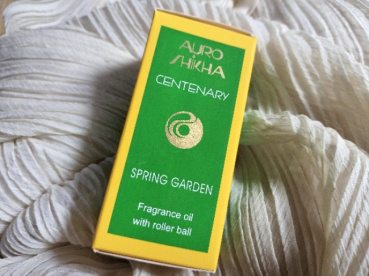 AURO
SHIKHA
CENTENARY
SPRING GARDEN
Fragrance oil
with roller ball